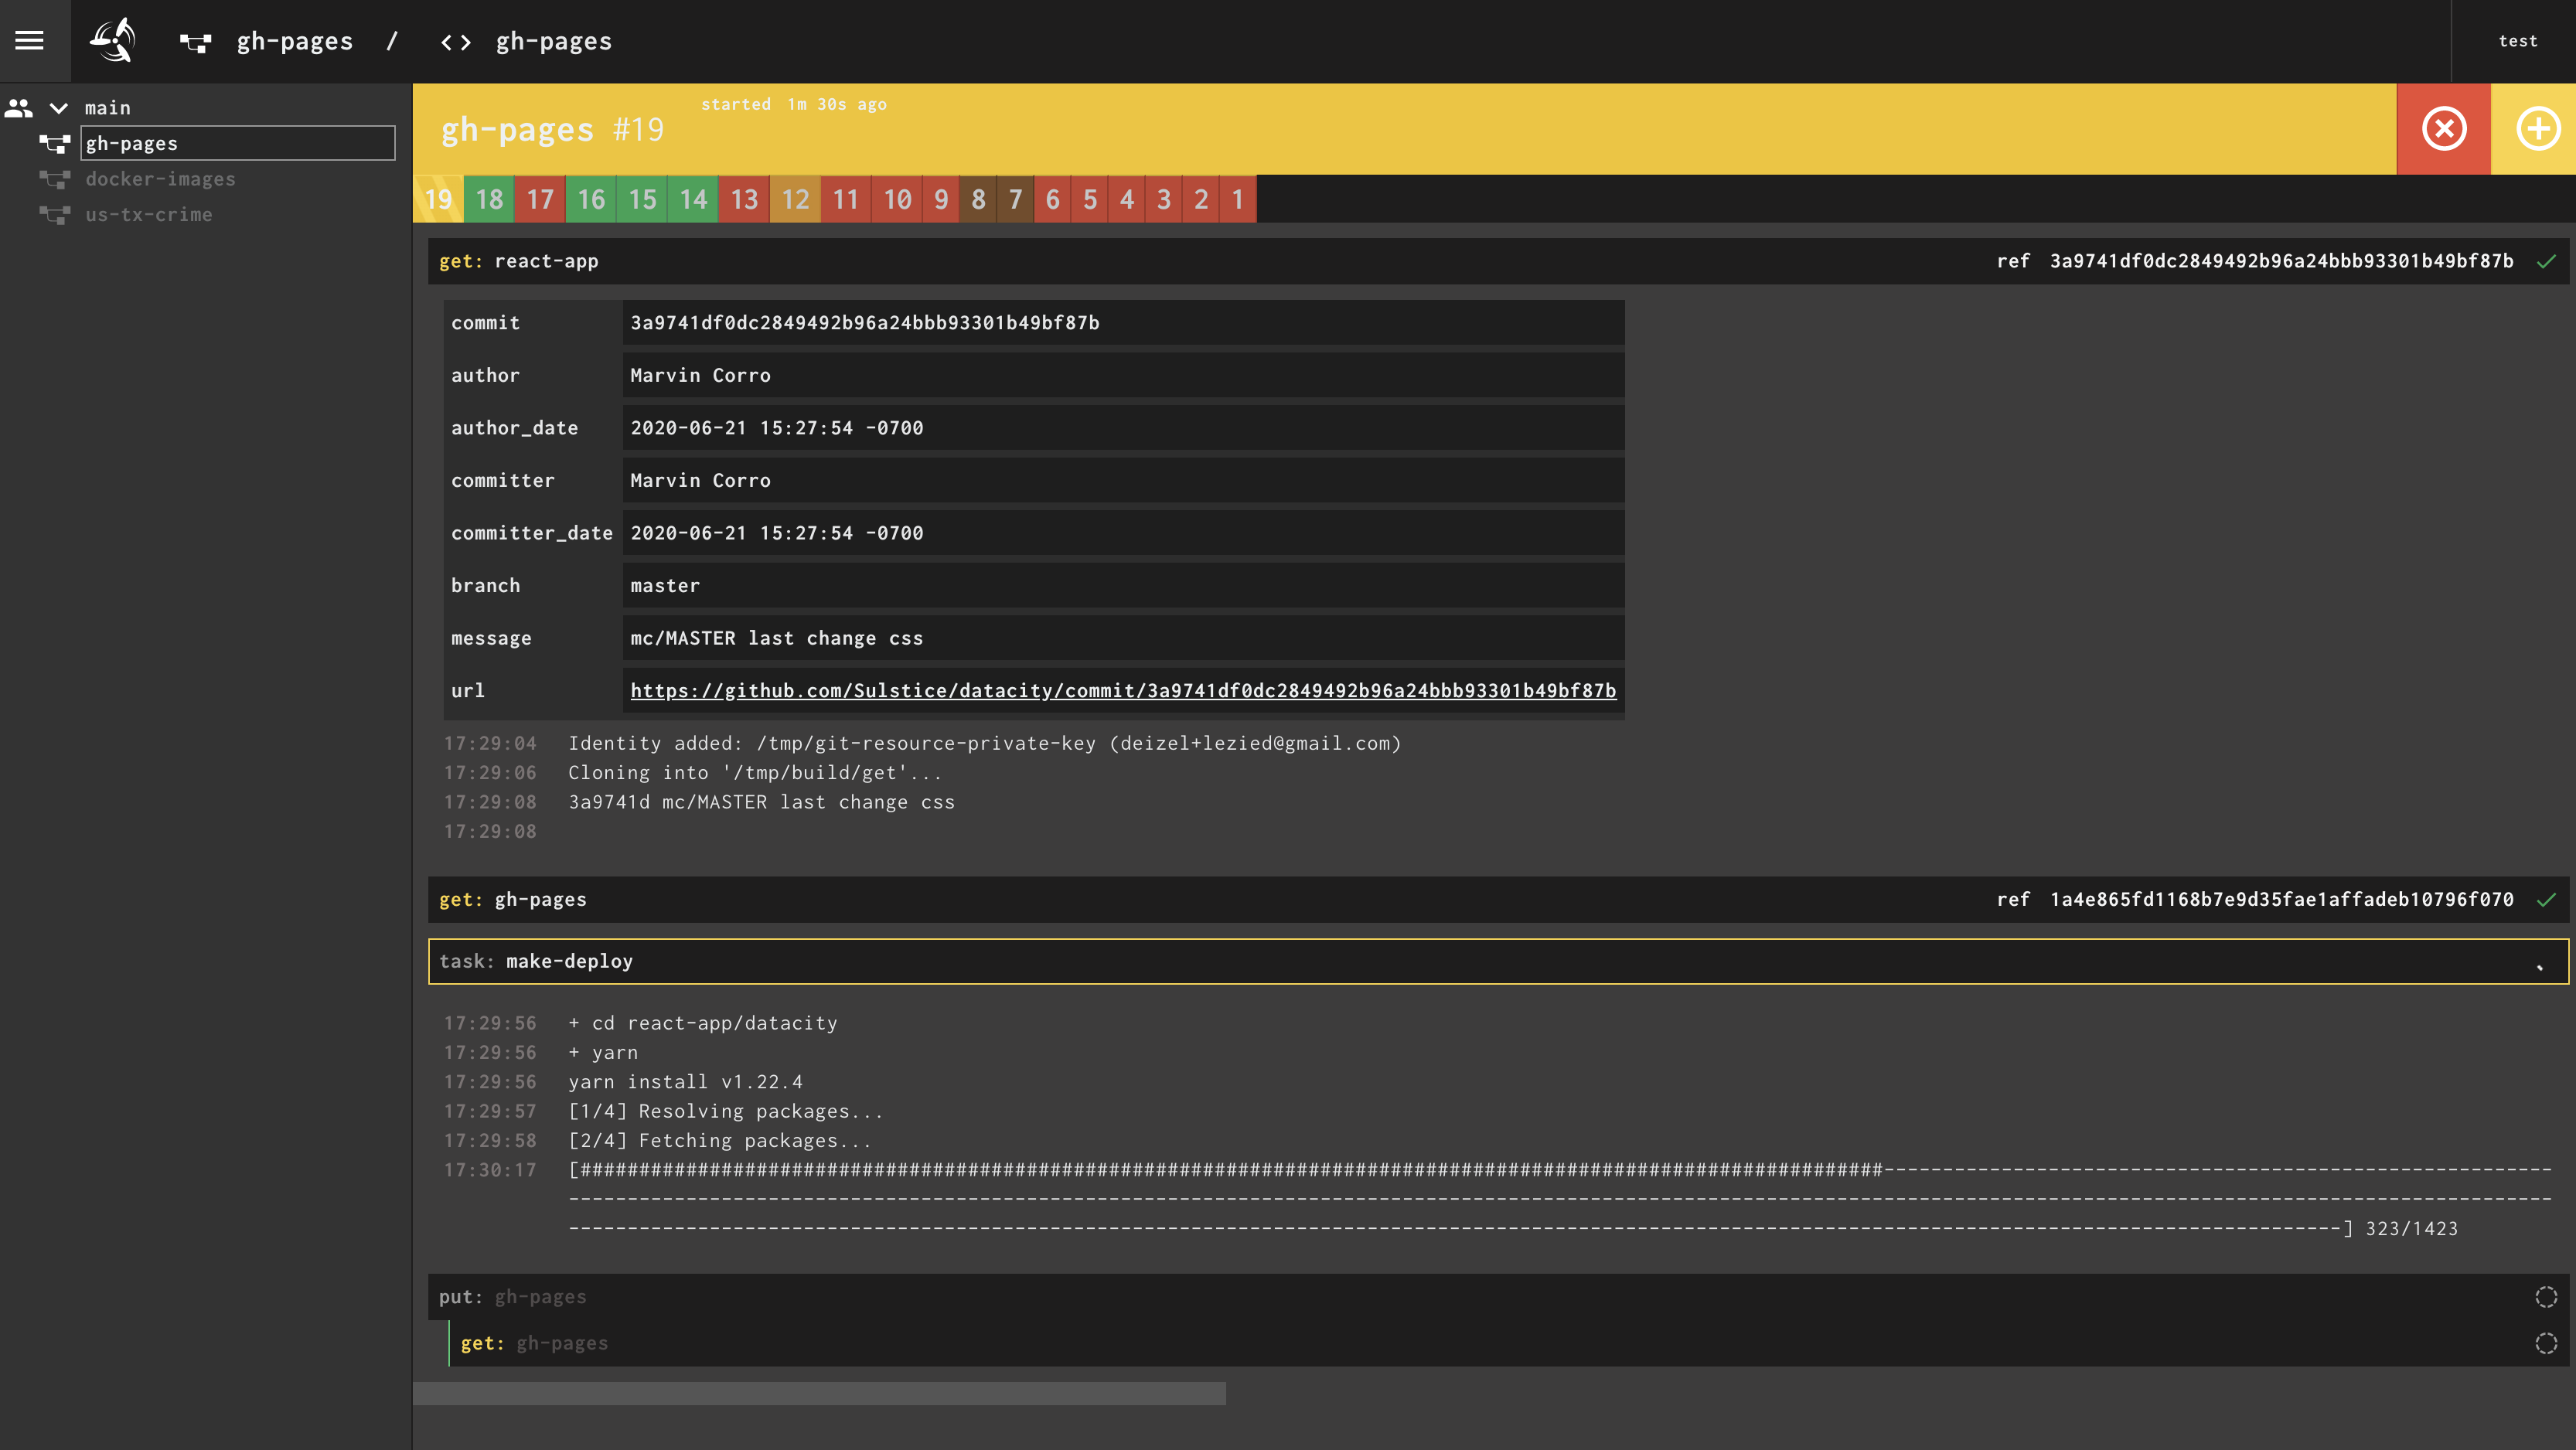 gh-pages / <> gh-pages
test
main
gh-pages
docker-images
us-tx-crime
started 1m 30s ago
gh-pages #19
19 18 17 16 15 14 13 12 11 10 9 8 7 6 5 4 3 2 1
get: react-app ref 3a9741df0dc2849492b96a24bbb93301b49bf87b
commit 3a9741df0dc2849492b96a24bbb93301b49bf87b
author Marvin Corro
author_date 2020-06-21 15:27:54 -0700
committer Marvin Corro
committer_date 2020-06-21 15:27:54 -0700
branch master
message mc/MASTER last change css
url https://github.com/Sulstice/datacity/commit/3a9741df0dc2849492b96a24bbb93301b49bf87b
17:29:04 Identity added: /tmp/git-resource-private-key (deizel+lezied@gmail.com)
17:29:06 Cloning into '/tmp/build/get'...
17:29:08 3a9741d mc/MASTER last change css
17:29:08
get: gh-pages ref 1a4e865fd1168b7e9d35fae1affadeb10796f070
task: make-deploy
17:29:56 + cd react-app/datacity
17:29:56 + yarn
17:29:56 yarn install v1.22.4
17:29:57 [1/4] Resolving packages...
17:29:58 [2/4] Fetching packages...
17:30:17 [###############################################################################################################----------------------------------------------------------
-------------------------------------------------------------------------------------------------------------------------------------------------------------------------
-------------------------------------------------------------------------------------------------------------------------------------------------------] 323/1423
put: gh-pages
get: gh-pages